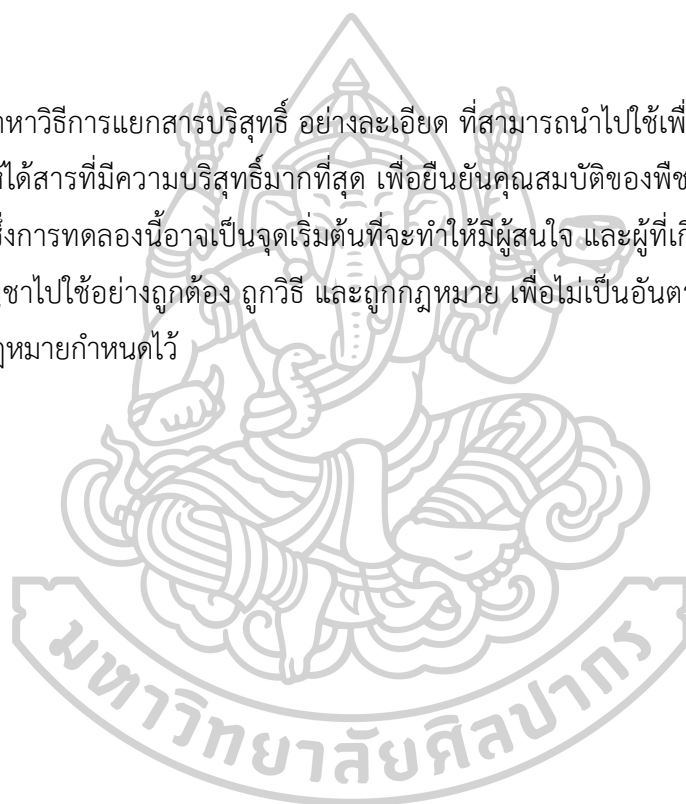 หาวิธีการแยกสารบริสุทธิ์ อย่างละเอียด ที่สามารถนำไปใช้เพื่
ได้สารที่มีความบริสุทธิ์มากที่สุด เพื่อยืนยันคุณสมบัติของพืช
ซึ่งการทดลองนี้อาจเป็นจุดเริ่มต้นที่จะทำให้มีผู้สนใจ และผู้ที่เกี
ชาไปใช้อย่างถูกต้อง ถูกวิธี และถูกกฎหมาย เพื่อไม่เป็นอันตร
หมายกำหนดไว้
มหาวิทยาลัยศิลปากร